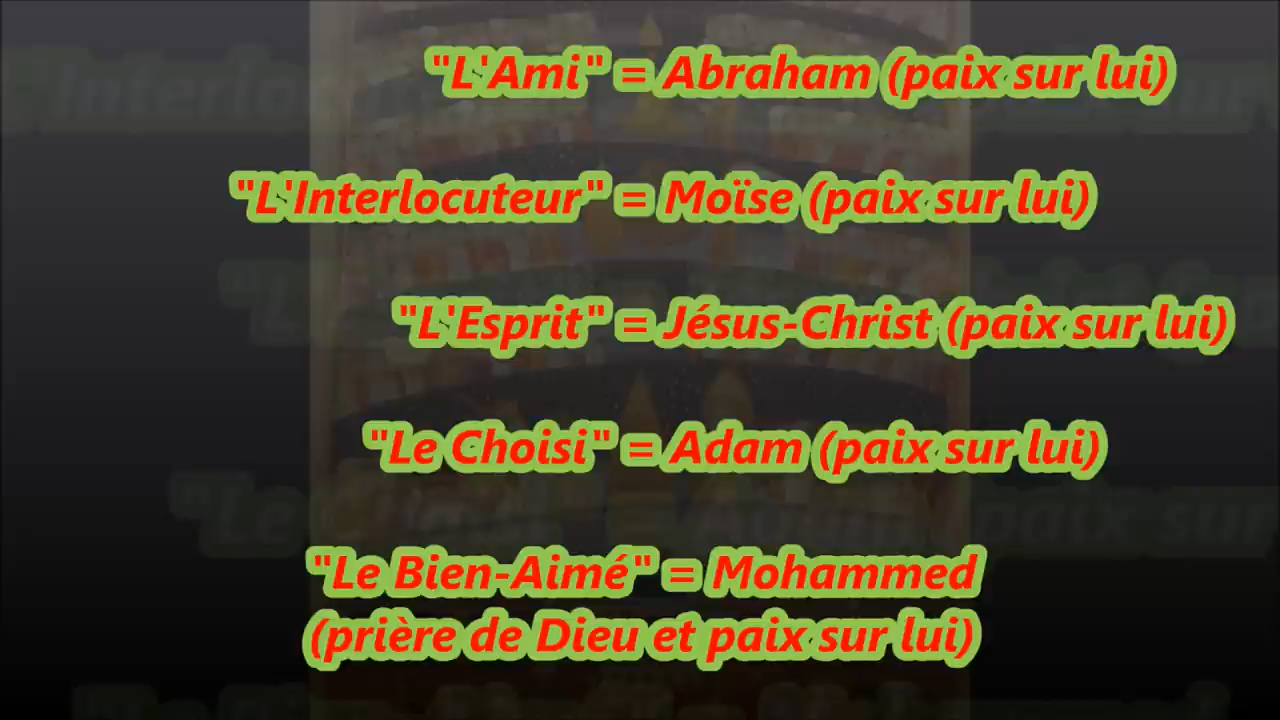 "L'Ami" = Abraham (paix sur lui)
"L'Interlocuteur" = Moïse (paix sur lui)
"L'Esprit" = Jésus-Christ (paix sur lui)
"Le Choisi" = Adam (paix sur lui)
"Le Bien-Aimé" = Mohammed
(prière de Dieu et paix sur lui)